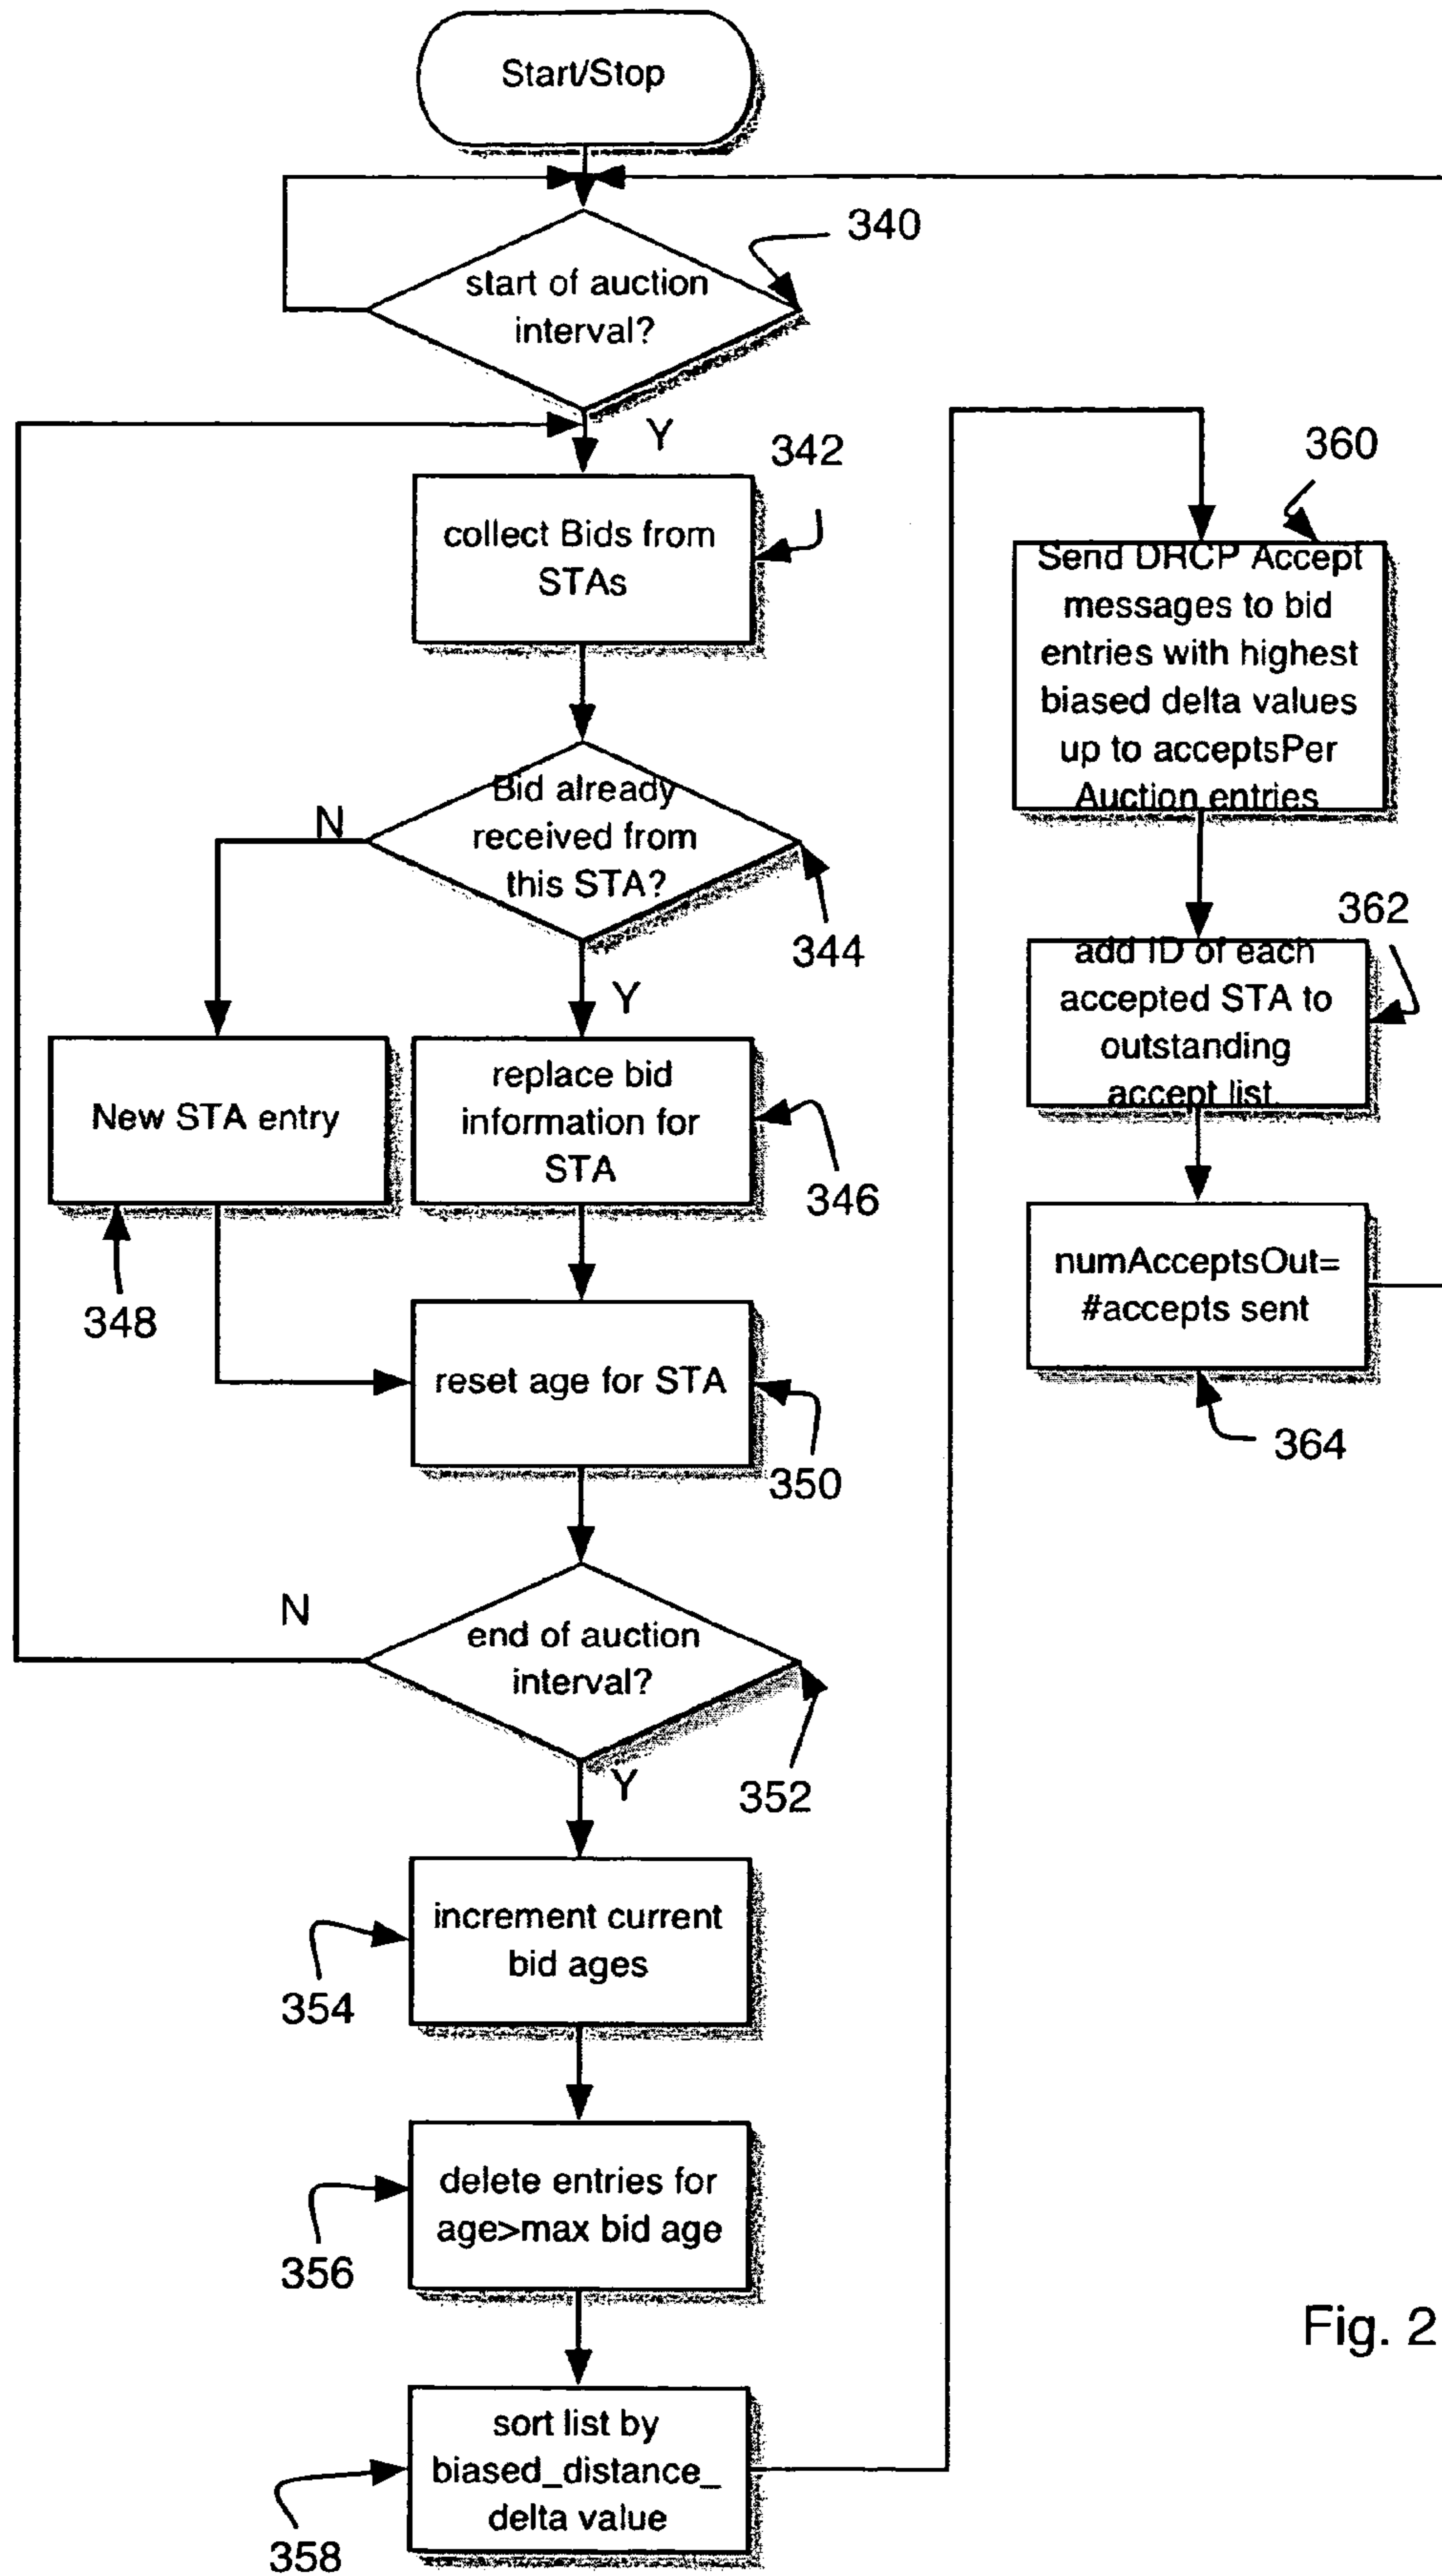 Start/Stop
340
start of auction
interval?
Y
342
collect Bids from
STAs
Bid already
received from
this STA?
N
344
Y
New STA entry
348
replace bid
information for
STA
346
reset age for STA
350
end of auction
interval?
N
352
Y
increment current
bid ages
354
delete entries for
age>max bid age
356
sort list by
biased_distance_
delta value
358
360
Send DRCP Accept
messages to bid
entries with highest
biased delta values
up to acceptsPer
Auction entries
362
add ID of each
accepted STA to
outstanding
accept list.
numAcceptsOut=
#accepts sent
364
Fig. 2